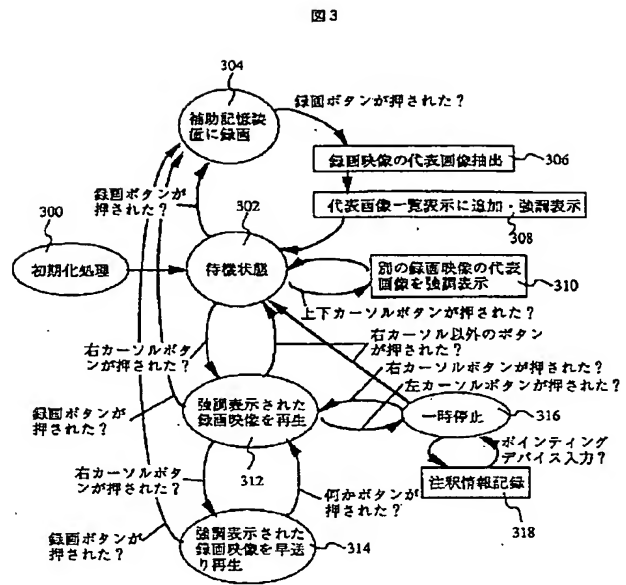 図3
304
補助記憶装
置に録画
録画ボタンが押された？
録画映像の代表画像抽出
306
録画ボタンが
押された？
300
302
代表画像一覧表示に追加・強調表示
308
初期化処理
待機状態
別の録画映像の代表
画像を強調表示
310
上下カーソルボタンが押された？
右カーソル以外のボタン
が押された？
右カーソルボタ
ンが押された？
右カーソルボタンが押された？
左カーソルボタンが押された？
強調表示された
録画映像を再生
一時停止
316
録画ボタンが
押された？
312
ポインティング
デバイス入力？
右カーソルボタ
ンが押された？
何かボタンが
押された？
注釈情報記録
318
録画ボタンが
押された？
強調表示された
録画映像を早送
り再生
314